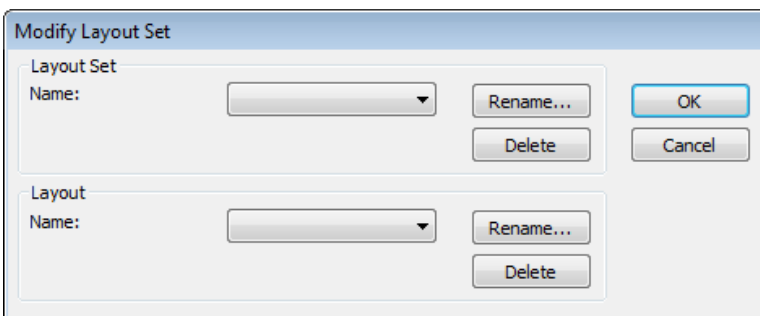 Modify Layout Set
Layout Set
Name:
Rename...
OK
Delete
Cancel
Layout
Name:
Rename...
Delete